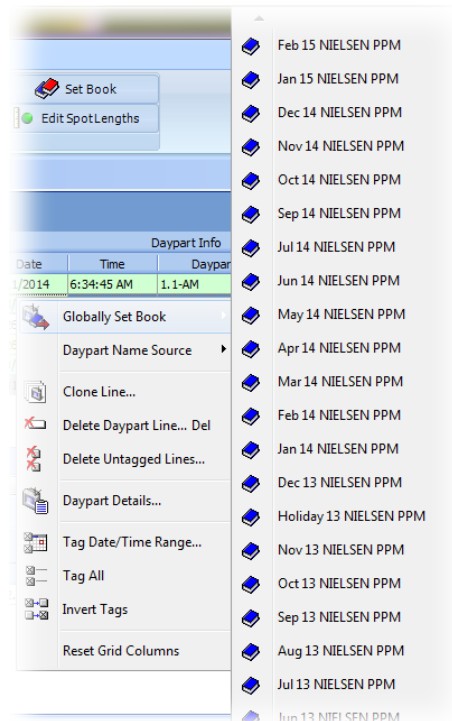 Set Book
Edit SpotLengths
Daypart Info
Date Time Daypar
1/2014 6:34:45 AM 1.1-AM
Globally Set Book
Daypart Name Source
Clone Line...
Delete Daypart Line... Del
Delete Untagged Lines...
Daypart Details...
Tag Date/Time Range...
Tag All
Invert Tags
Reset Grid Columns
Feb 15 NIELSEN PPM
Jan 15 NIELSEN PPM
Dec 14 NIELSEN PPM
Nov 14 NIELSEN PPM
Oct 14 NIELSEN PPM
Sep 14 NIELSEN PPM
Jul 14 NIELSEN PPM
Jun 14 NIELSEN PPM
May 14 NIELSEN PPM
Apr 14 NIELSEN PPM
Mar 14 NIELSEN PPM
Feb 14 NIELSEN PPM
Jan 14 NIELSEN PPM
Dec 13 NIELSEN PPM
Holiday 13 NIELSEN PPM
Nov 13 NIELSEN PPM
Oct 13 NIELSEN PPM
Sep 13 NIELSEN PPM
Aug 13 NIELSEN PPM
Jul 13 NIELSEN PPM
Jun 13 NIELSEN PPM